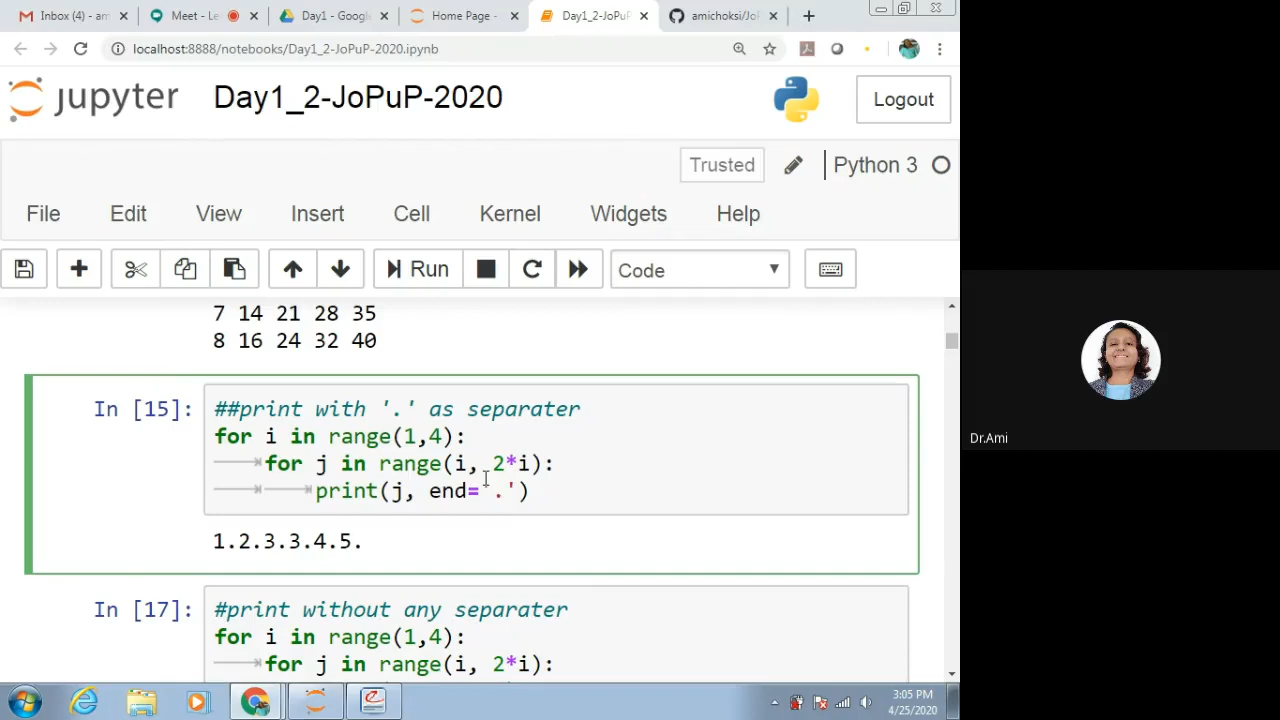 Inbox (4) - am
Meet - Le
Day1 - Google
Home Page -
Day1_2-JoPuP
amichoksi/JoP
localhost:8888/notebooks/Day1_2-JoPuP-2020.ipynb
jupyter Day1_2-JoPuP-2020
Logout
Trusted
Python 3
File Edit View Insert Cell Kernel Widgets Help
Run
Code
7 14 21 28 35
8 16 24 32 40
In [15]: ##print with '.' as separater
for i in range(1,4):
for j in range(i, 2*i):
print(j, end='.')
1.2.3.3.4.5.
In [17]: #print without any separater
for i in range(1,4):
for j in range(i, 2*i):
Dr.Ami
3:05 PM
4/25/2020